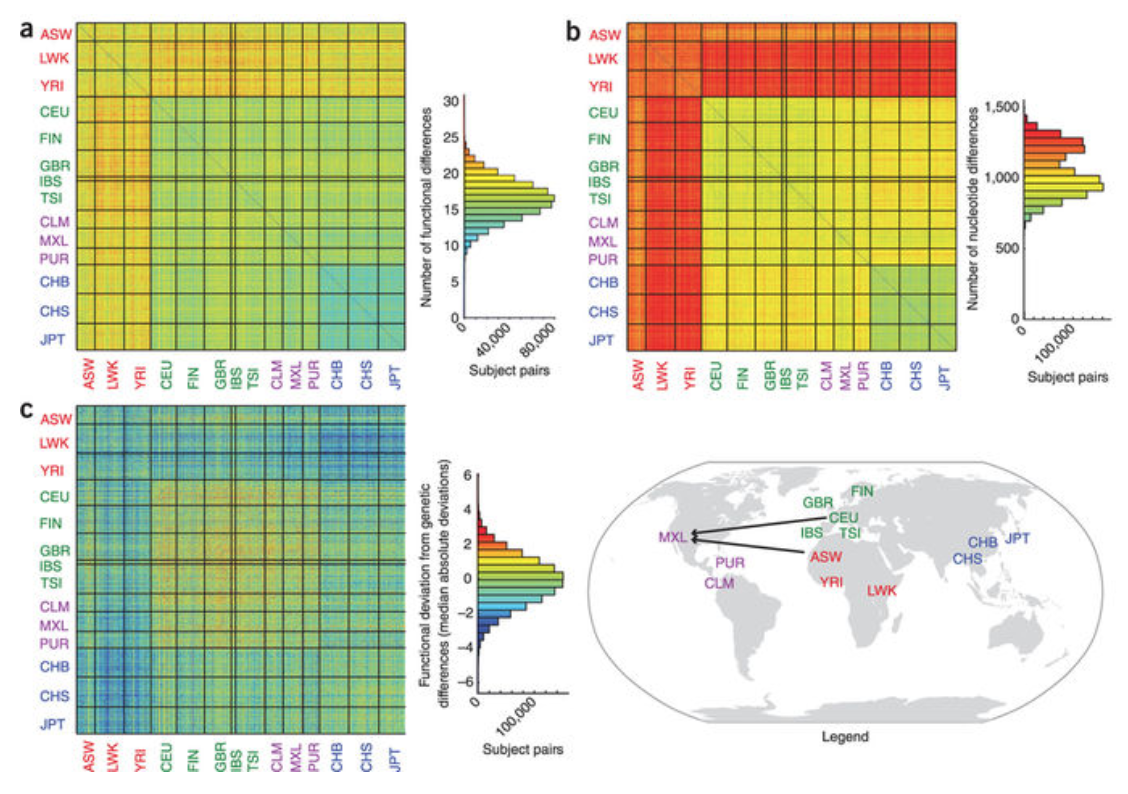 a
ASW
LWK
YRI
CEU
FIN
GBR
IBS
TSI
CLM
MXL
PUR
CHB
CHS
JPT
ASW
LWK
YRI
CEU
FIN
GBR
IBS
TSI
CLM
MXL
PUR
CHB
CHS
JPT
Number of functional differences
30
25
20
15
10
5
0
0
40,000
80,000
Subject pairs
b
ASW
LWK
YRI
CEU
FIN
GBR
IBS
TSI
CLM
MXL
PUR
CHB
CHS
JPT
ASW
LWK
YRI
CEU
FIN
GBR
IBS
TSI
CLM
MXL
PUR
CHB
CHS
JPT
Number of nucleotide differences
1,500
1,000
500
0
0
100,000
Subject pairs
c
ASW
LWK
YRI
CEU
FIN
GBR
IBS
TSI
CLM
MXL
PUR
CHB
CHS
JPT
ASW
LWK
YRI
CEU
FIN
GBR
IBS
TSI
CLM
MXL
PUR
CHB
CHS
JPT
Functional deviation from genetic
differences (median absolute deviations)
6
4
2
0
−2
−4
−6
0
100,000
Subject pairs
FIN
GBR
CEU
IBS
TSI
MXL
ASW
PUR
CLM
YRI
LWK
CHB
JPT
CHS
Legend